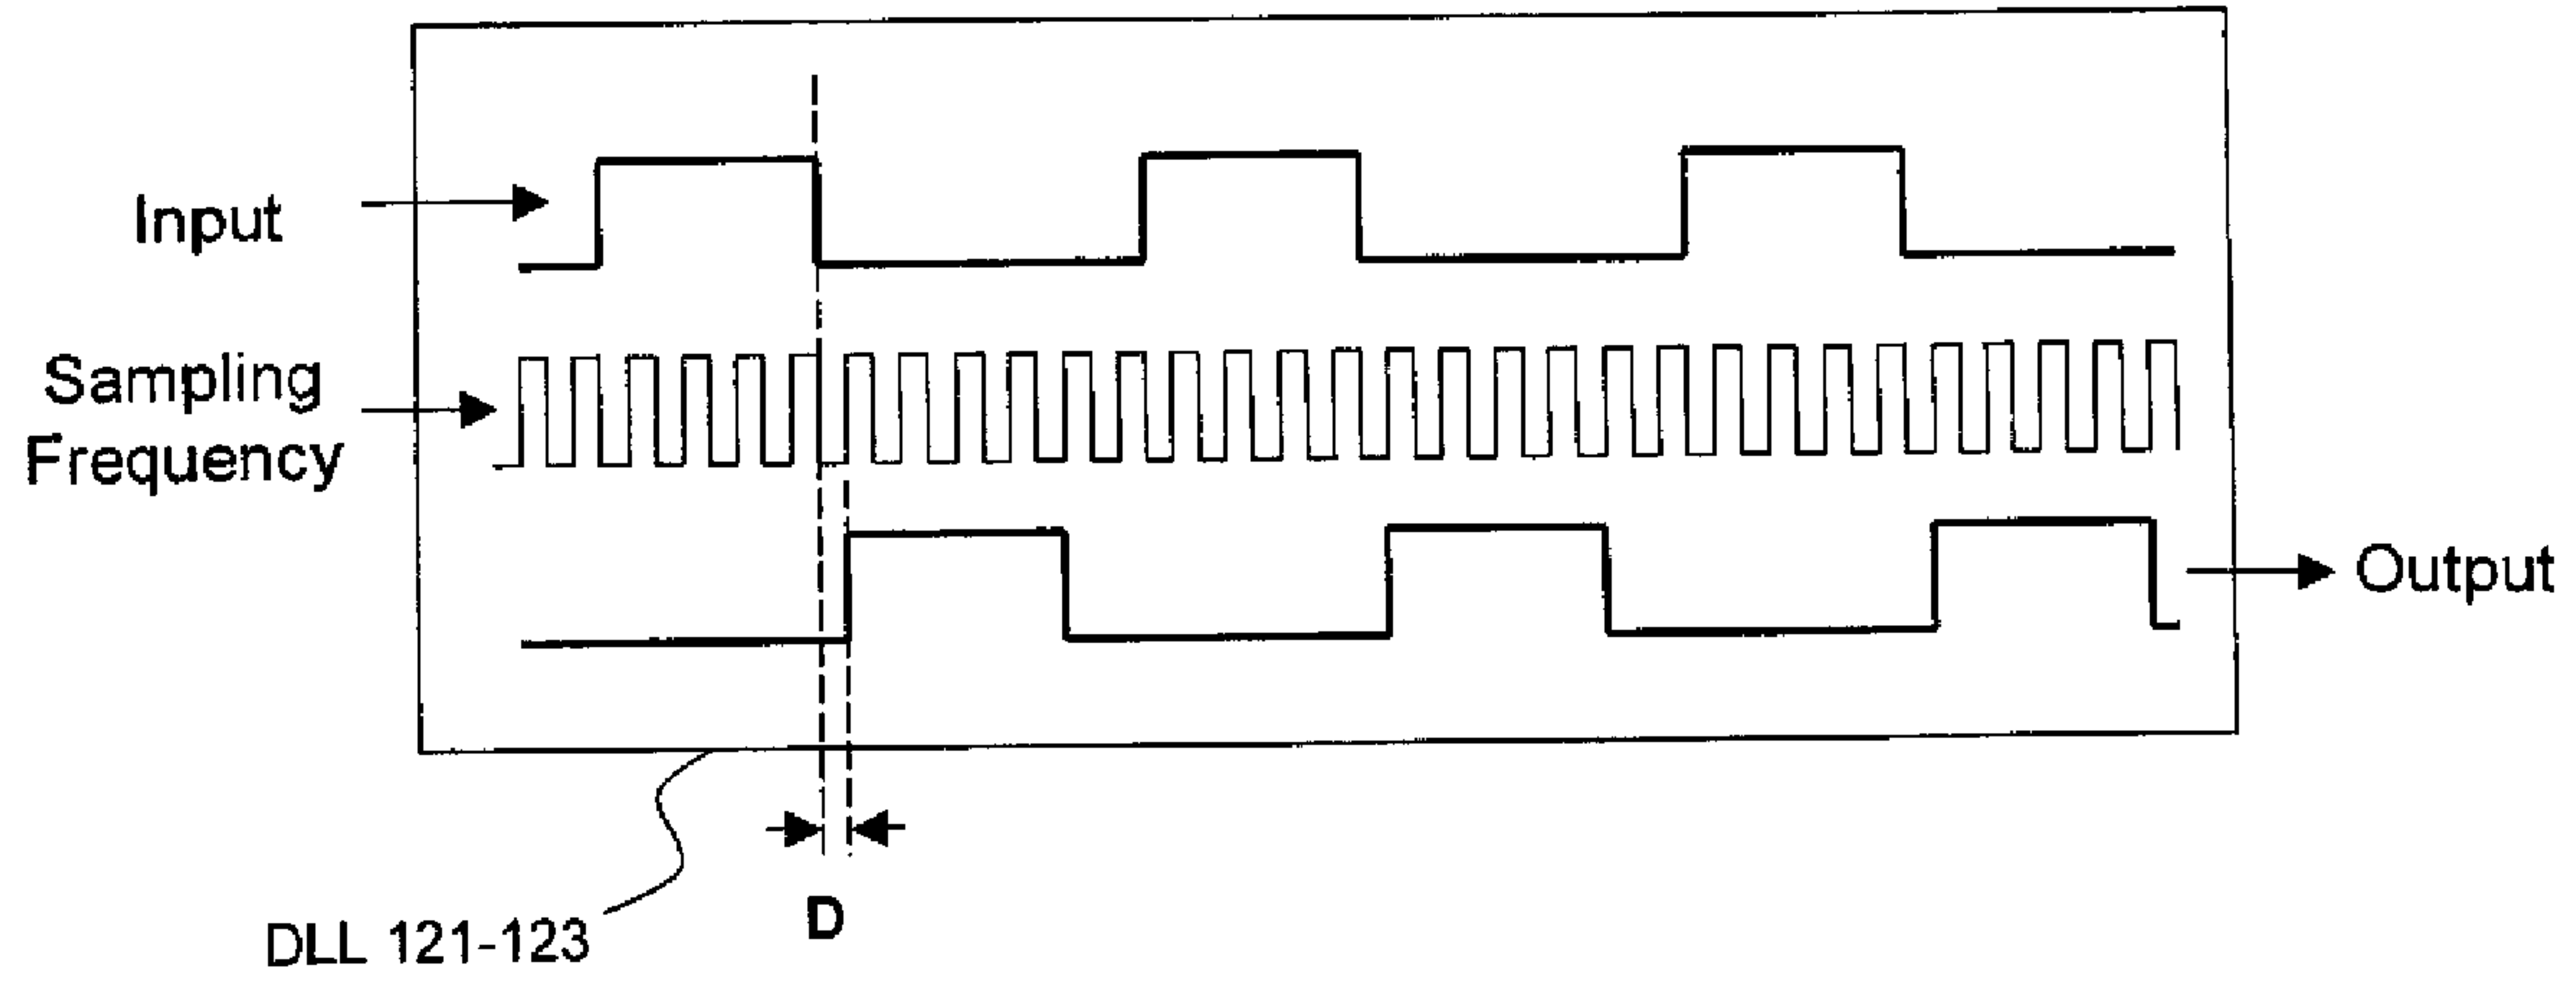 Input
Sampling
Frequency
Output
D
DLL 121-123